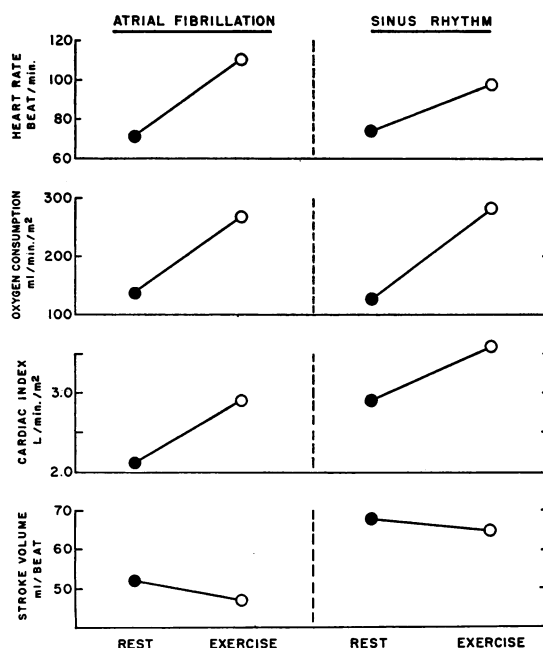 ATRIAL FIBRILLATION
SINUS RHYTHM
HEART RATE
BEAT/min.
120
100
80
60
OXYGEN CONSUMPTION
ml/min./m²
300
200
100
CARDIAC INDEX
L/min./m²
3.0
2.0
STROKE VOLUME
ml/BEAT
70
60
50
REST
EXERCISE
REST
EXERCISE